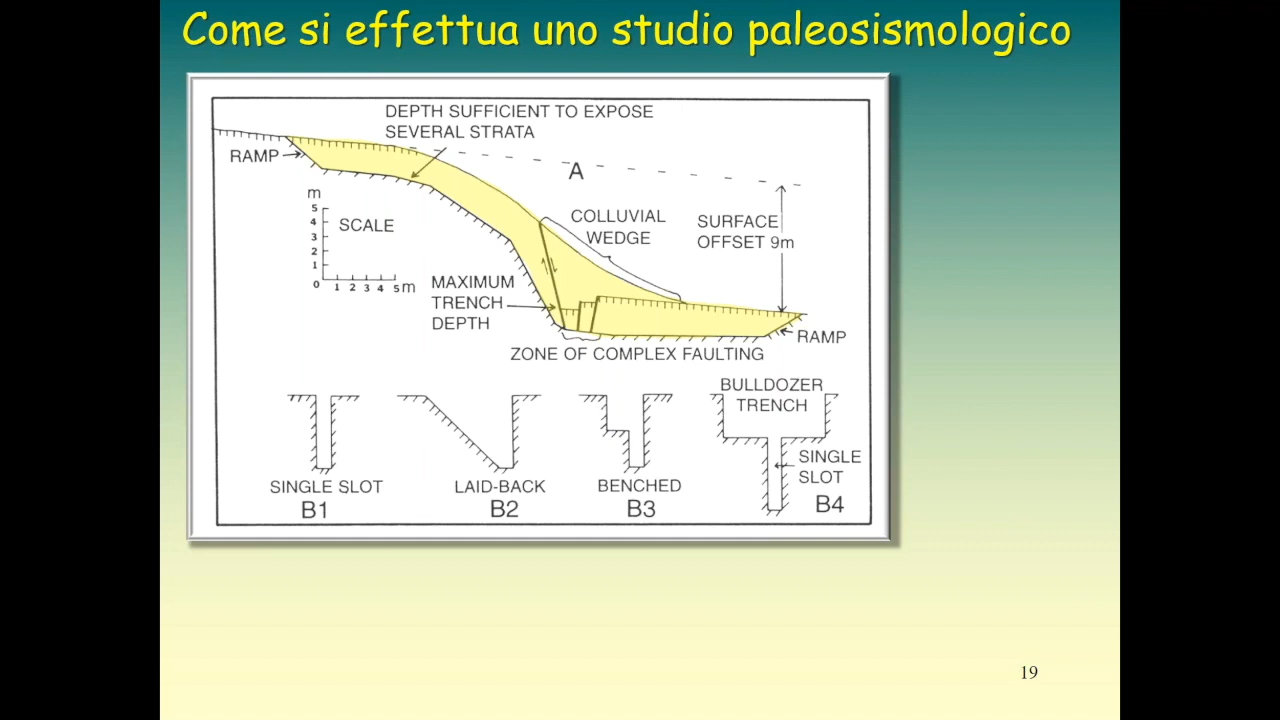 Come si effettua uno studio paleosismologico
DEPTH SUFFICIENT TO EXPOSE
SEVERAL STRATA
RAMP
A
m
5
4
3
2
1
0
SCALE
1 2 3 4 5 m
COLLUVIAL
WEDGE
SURFACE
OFFSET 9m
MAXIMUM
TRENCH
DEPTH
RAMP
ZONE OF COMPLEX FAULTING
BULLDOZER
TRENCH
SINGLE
SLOT
SINGLE SLOT
B1
LAID-BACK
B2
BENCHED
B3
B4
19